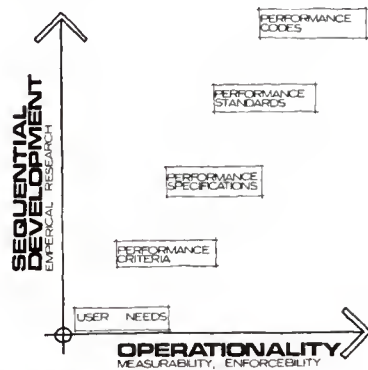 PERFORMANCE
CODES
PERFORMANCE
STANDARDS
PERFORMANCE
SPECIFICATIONS
PERFORMANCE
CRITERIA
USER NEEDS
SEQUENTIAL
DEVELOPMENT
EMPERICAL RESEARCH
OPERATIONALITY
MEASURABILITY, ENFORCEBILITY